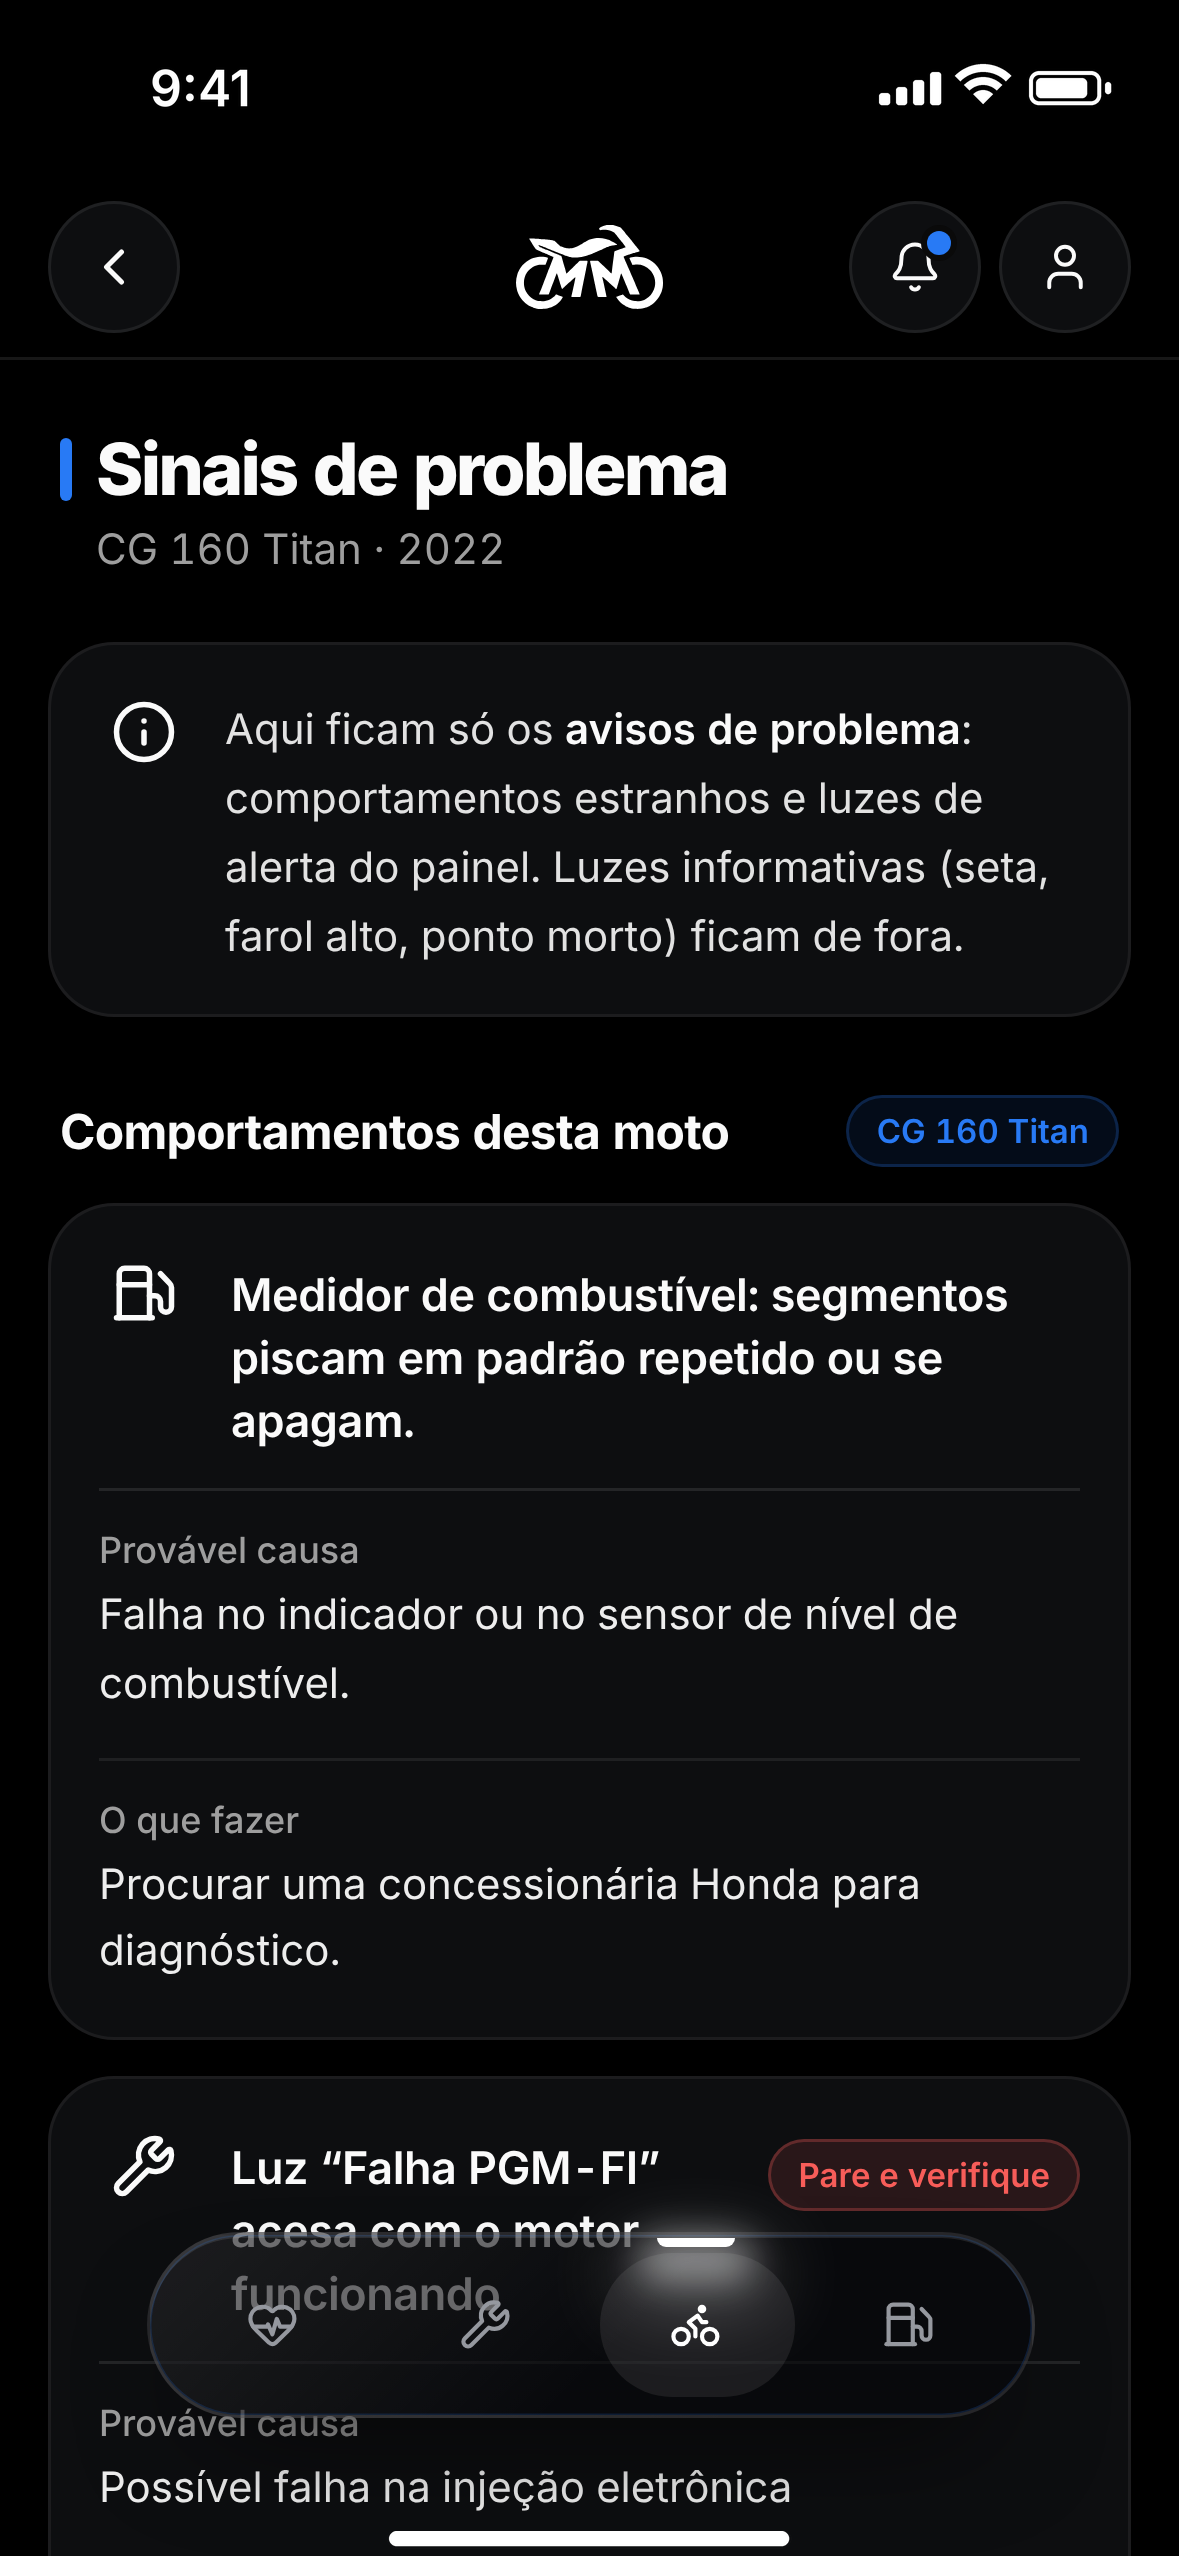 9:41
MM
Sinais de problema
CG 160 Titan · 2022
Aqui ficam só os avisos de problema:
comportamentos estranhos e luzes de
alerta do painel. Luzes informativas (seta,
farol alto, ponto morto) ficam de fora.
Comportamentos desta moto
CG 160 Titan
Medidor de combustível: segmentos
piscam em padrão repetido ou se
apagam.
Provável causa
Falha no indicador ou no sensor de nível de
combustível.
O que fazer
Procurar uma concessionária Honda para
diagnóstico.
Luz “Falha PGM-FI”
Pare e verifique
acesa com o motor
funcionando
Provável causa
Possível falha na injeção eletrônica